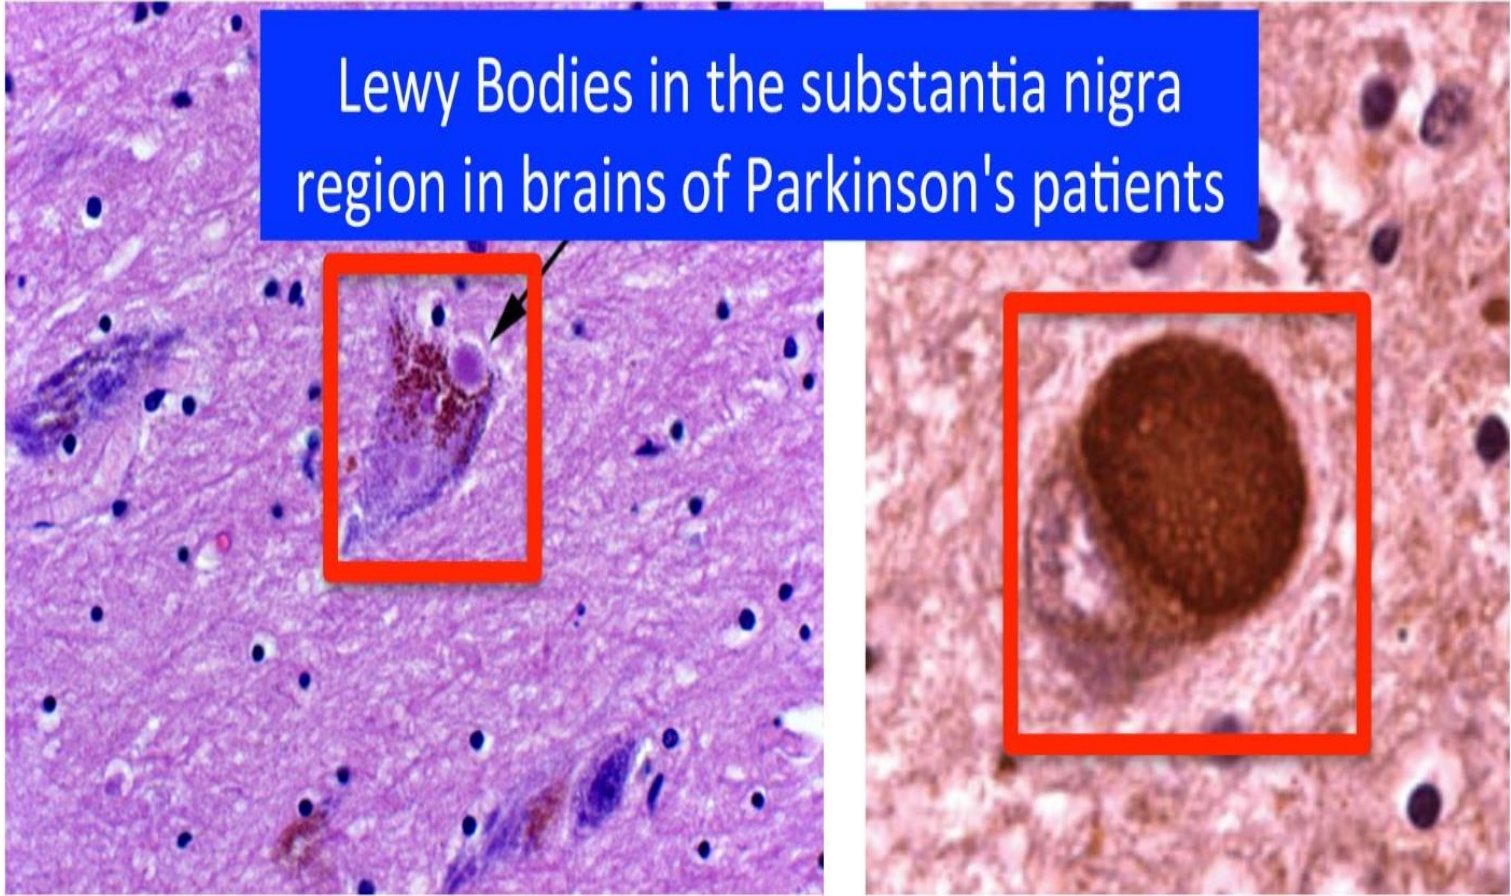 Lewy Bodies in the substantia nigra
region in brains of Parkinson's patients